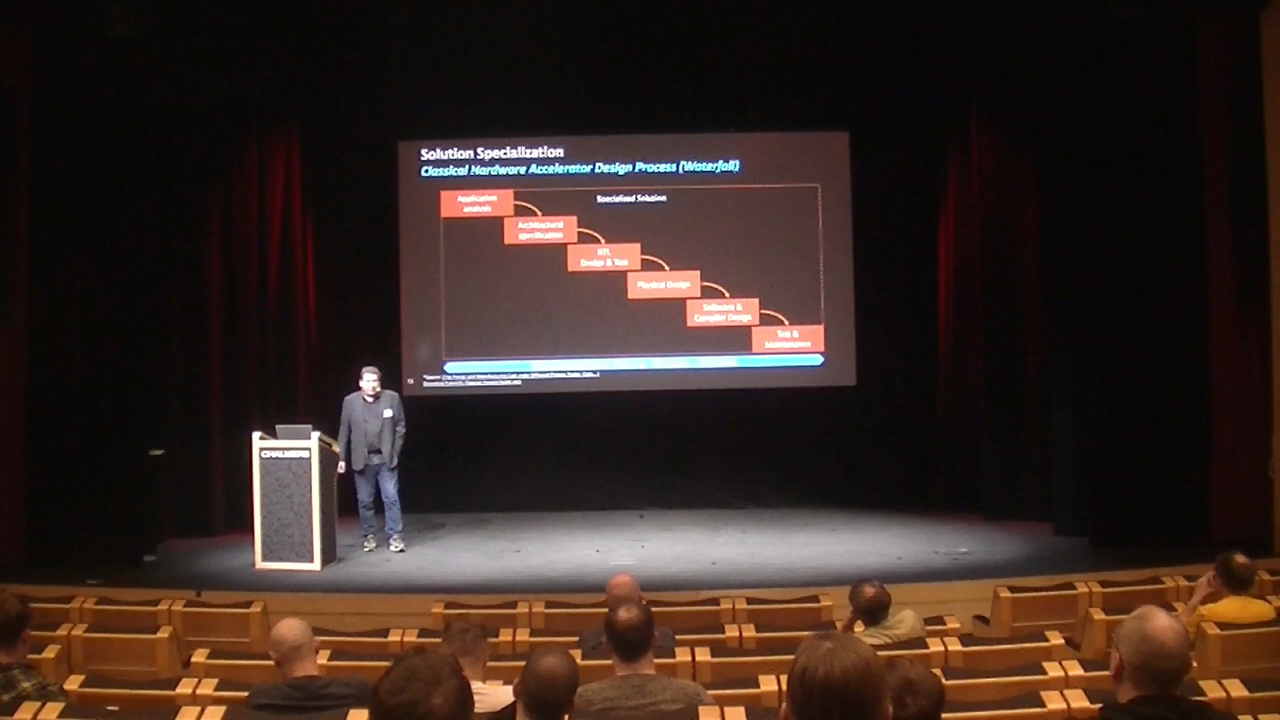 Solution Specialization
Classical Hardware Accelerator Design Process (Waterfall)
Application
analysis
Specialized Solution
Architectural
specification
RTL
Design & Test
Physical Design
Software &
Compiler Design
Test &
Maintenance
CHALMERS